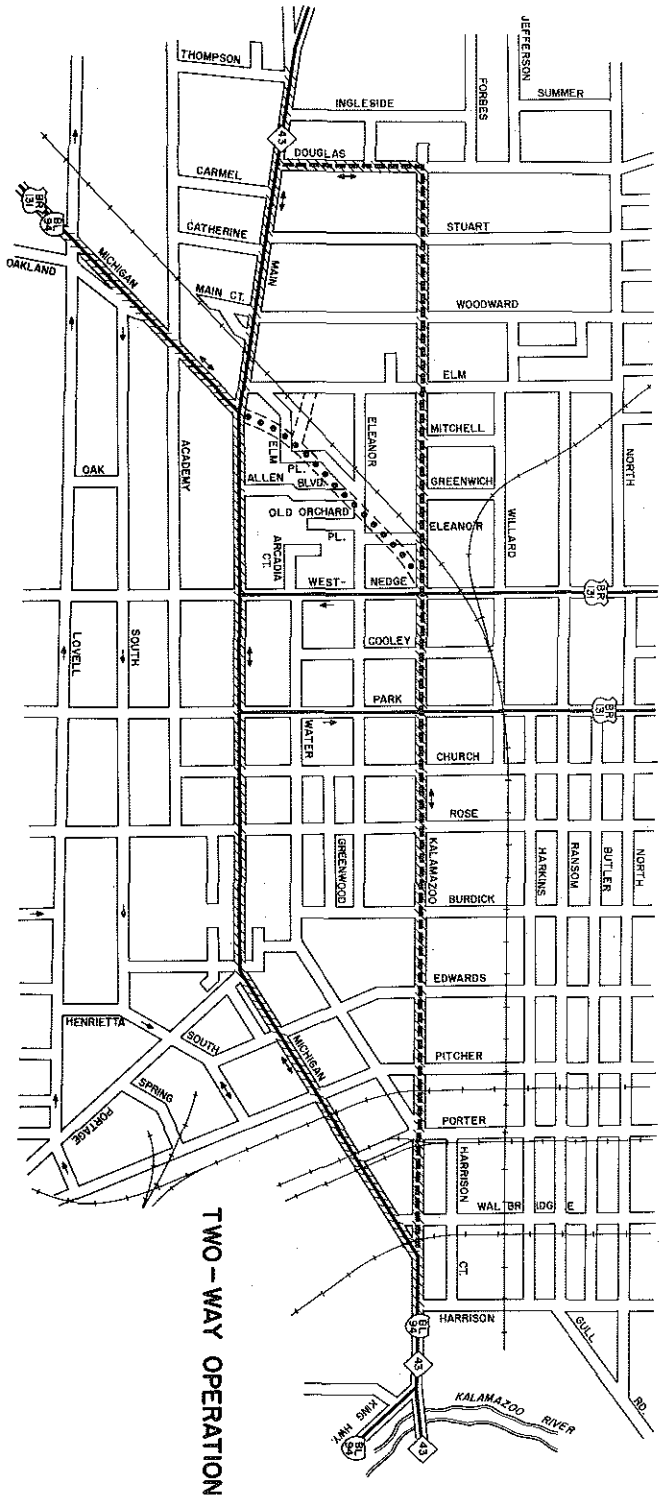 JEFFERSON
SUMMER
FORBES
THOMPSON
INGLESIDE
43
DOUGLAS
CARMEL
BR
131
BL
94
CATHERINE
STUART
MICHIGAN
MAIN
OAKLAND
MAIN CT.
WOODWARD
ELM
ELEANOR
MITCHELL
NORTH
ACADEMY
OAK
ELM
PL.
ALLEN BLVD.
GREENWICH
WILLARD
OLD ORCHARD
PL.
ELEANOR
ARCADIA
CT.
WEST-
NEDGE
BR
131
LOVELL
SOUTH
COOLEY
PARK
BR
131
WATER
CHURCH
ROSE
GREENWOOD
KALAMAZOO
HARKINS
RANSOM
BUTLER
NORTH
BURDICK
EDWARDS
HENRIETTA
SOUTH
MICHIGAN
PITCHER
SPRING
PORTAGE
PORTER
HARRISON
CT.
WALBRIDGE
HARRISON
GULL
RD.
BL
94
43
KING HWY.
BL
94
43
KALAMAZOO RIVER
TWO-WAY OPERATION